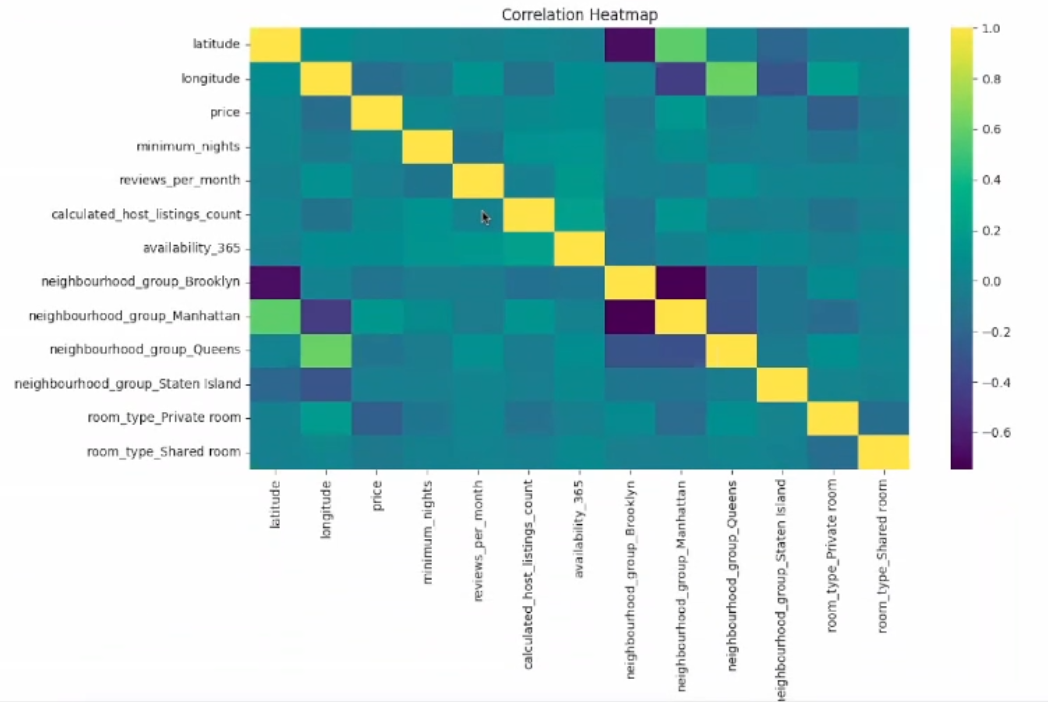 Correlation Heatmap
latitude
longitude
price
minimum_nights
reviews_per_month
calculated_host_listings_count
availability_365
neighbourhood_group_Brooklyn
neighbourhood_group_Manhattan
neighbourhood_group_Queens
neighbourhood_group_Staten Island
room_type_Private room
room_type_Shared room
latitude
longitude
price
minimum_nights
reviews_per_month
calculated_host_listings_count
availability_365
neighbourhood_group_Brooklyn
neighbourhood_group_Manhattan
neighbourhood_group_Queens
eighbourhood_group_Staten Island
room_type_Private room
room_type_Shared room
1.0
0.8
0.6
0.4
0.2
0.0
−0.2
−0.4
−0.6